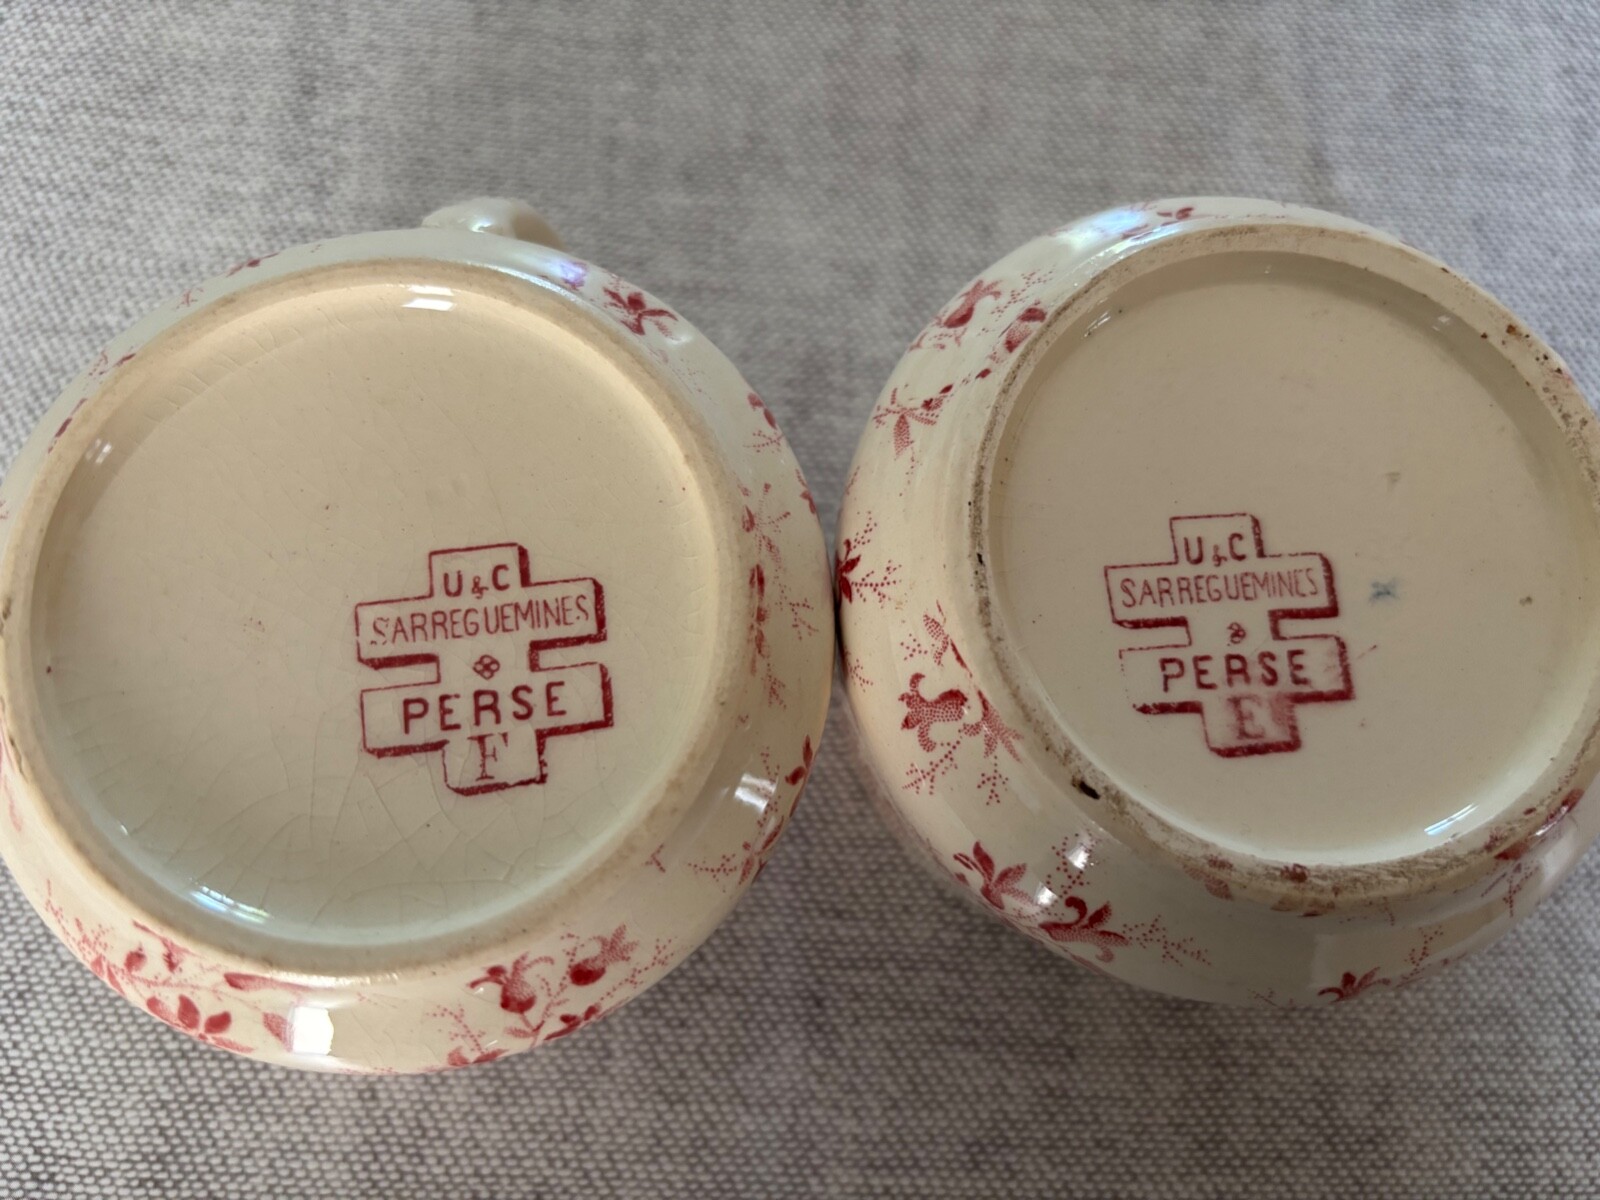 U & C
SARREGUEMINES
PERSE
F
U & C
SARREGUEMINES
PERSE
E